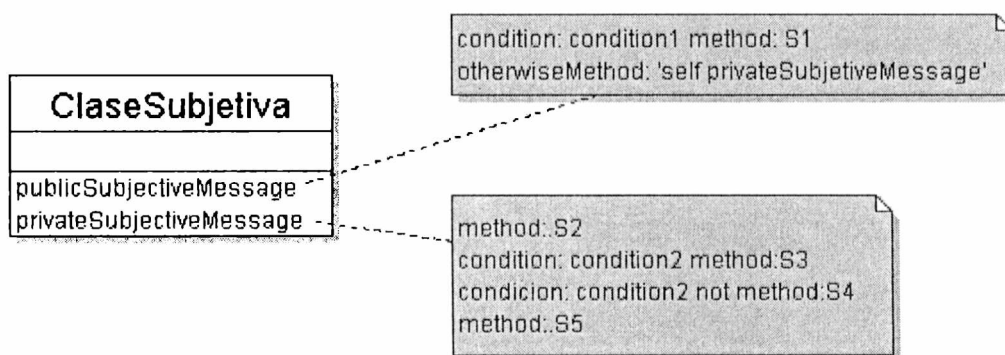 condition: condition1 method: S1
otherwiseMethod: 'self privateSubjetiveMessage'
ClaseSubjetiva
publicSubjectiveMessage
privateSubjectiveMessage
method:.S2
condition: condition2 method:S3
condicion: condition2 not method:S4
method:.S5